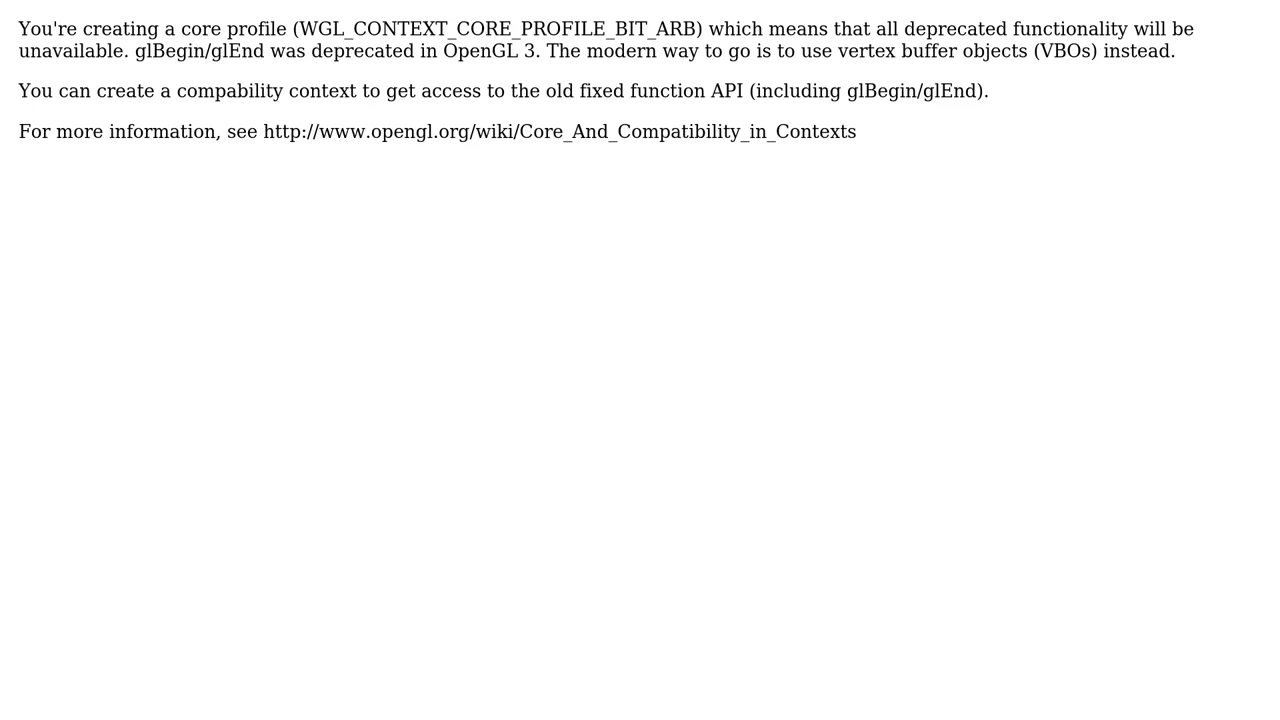 You're creating a core profile (WGL_CONTEXT_CORE_PROFILE_BIT_ARB) which means that all deprecated functionality will be
unavailable. glBegin/glEnd was deprecated in OpenGL 3. The modern way to go is to use vertex buffer objects (VBOs) instead.
You can create a compability context to get access to the old fixed function API (including glBegin/glEnd).
For more information, see http://www.opengl.org/wiki/Core_And_Compatibility_in_Contexts